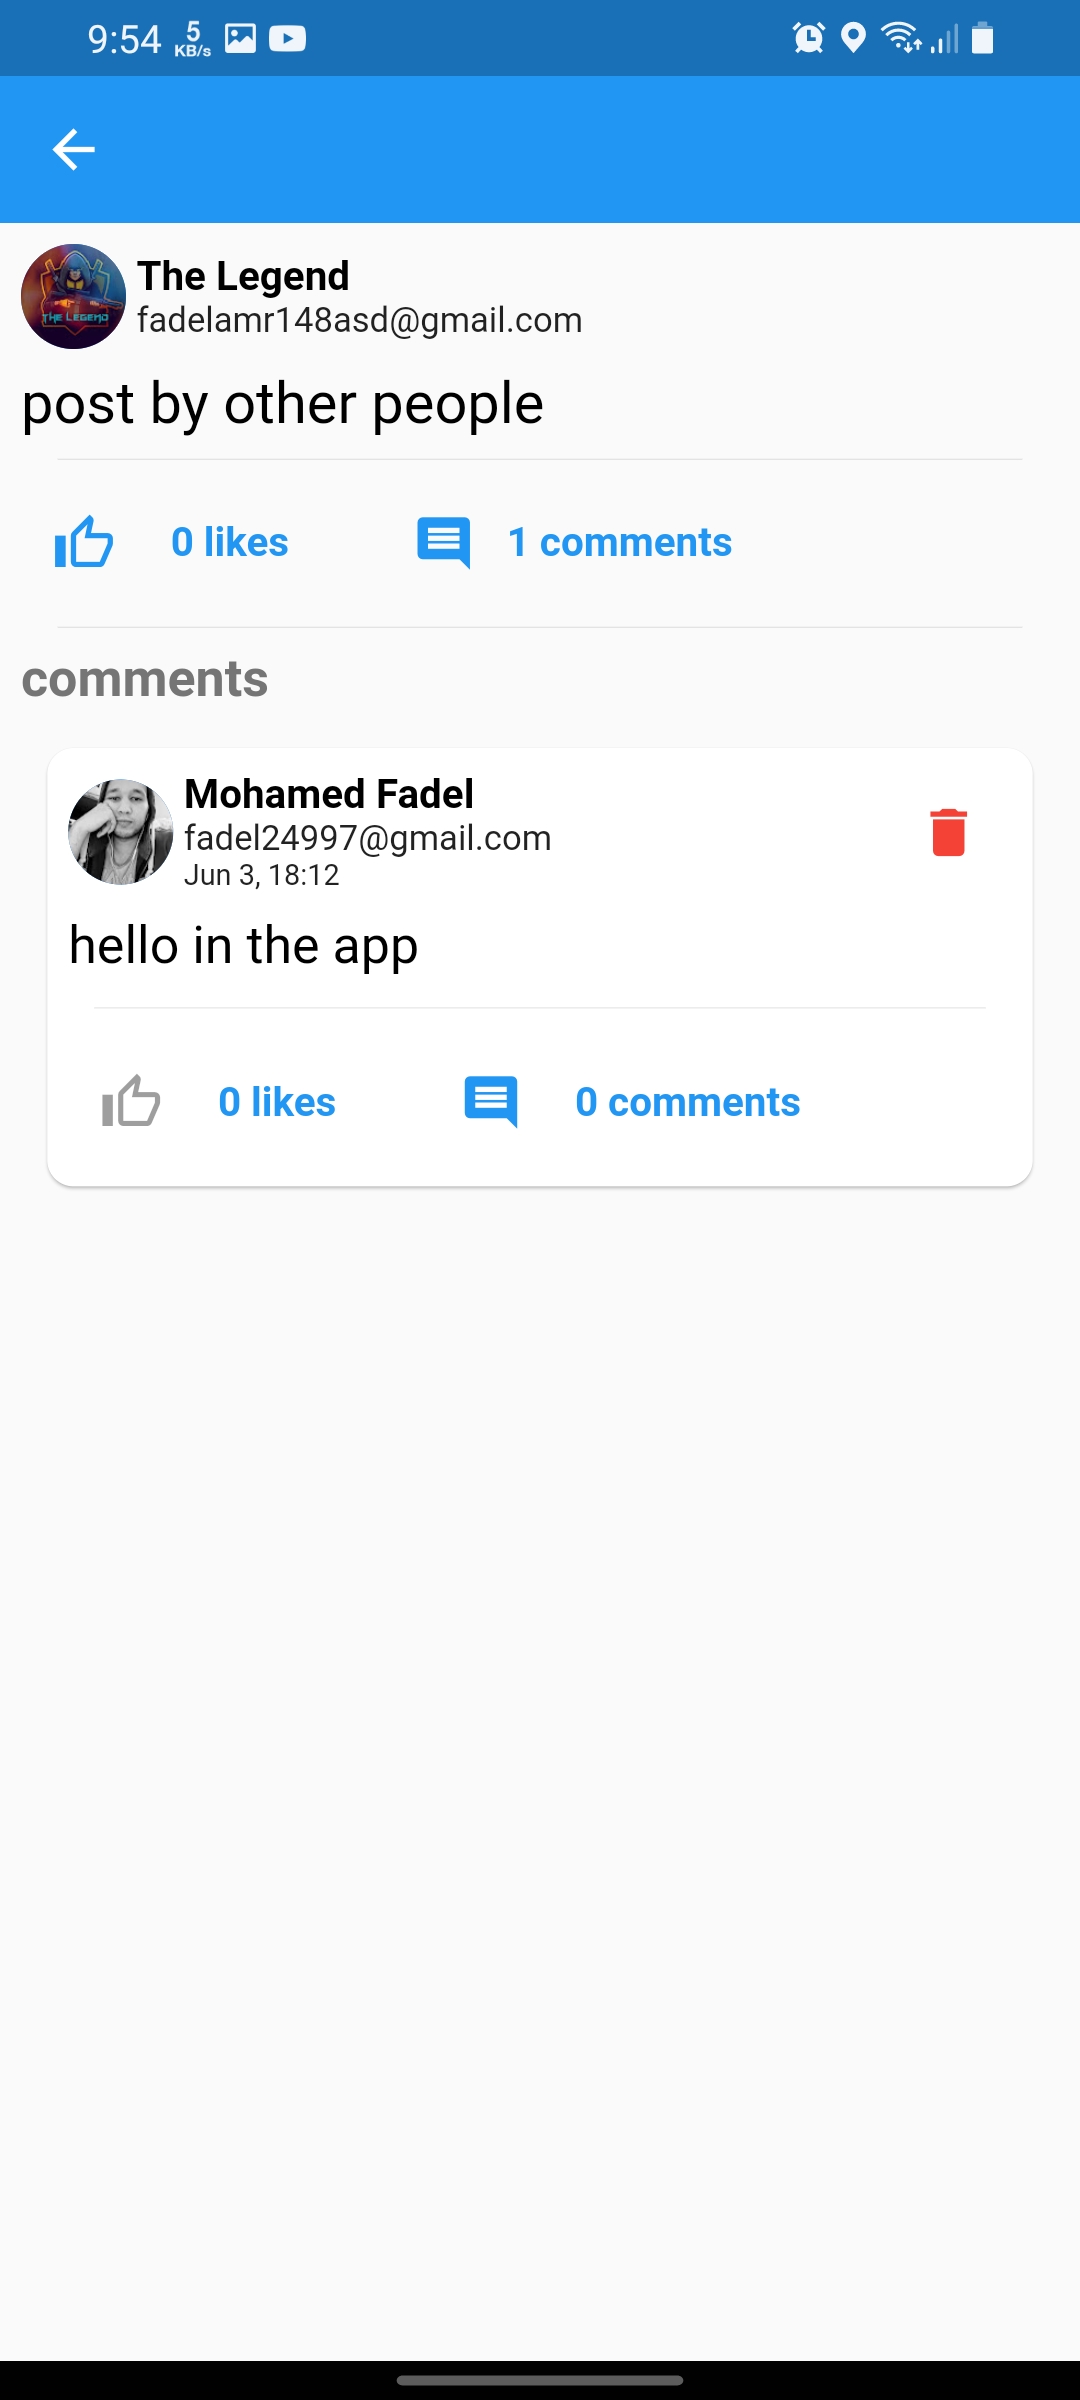 9:54 5 KB/s
The Legend
fadelamr148asd@gmail.com
THE LEGEND
post by other people
0 likes 1 comments
comments
Mohamed Fadel
fadel24997@gmail.com
Jun 3, 18:12
hello in the app
0 likes 0 comments